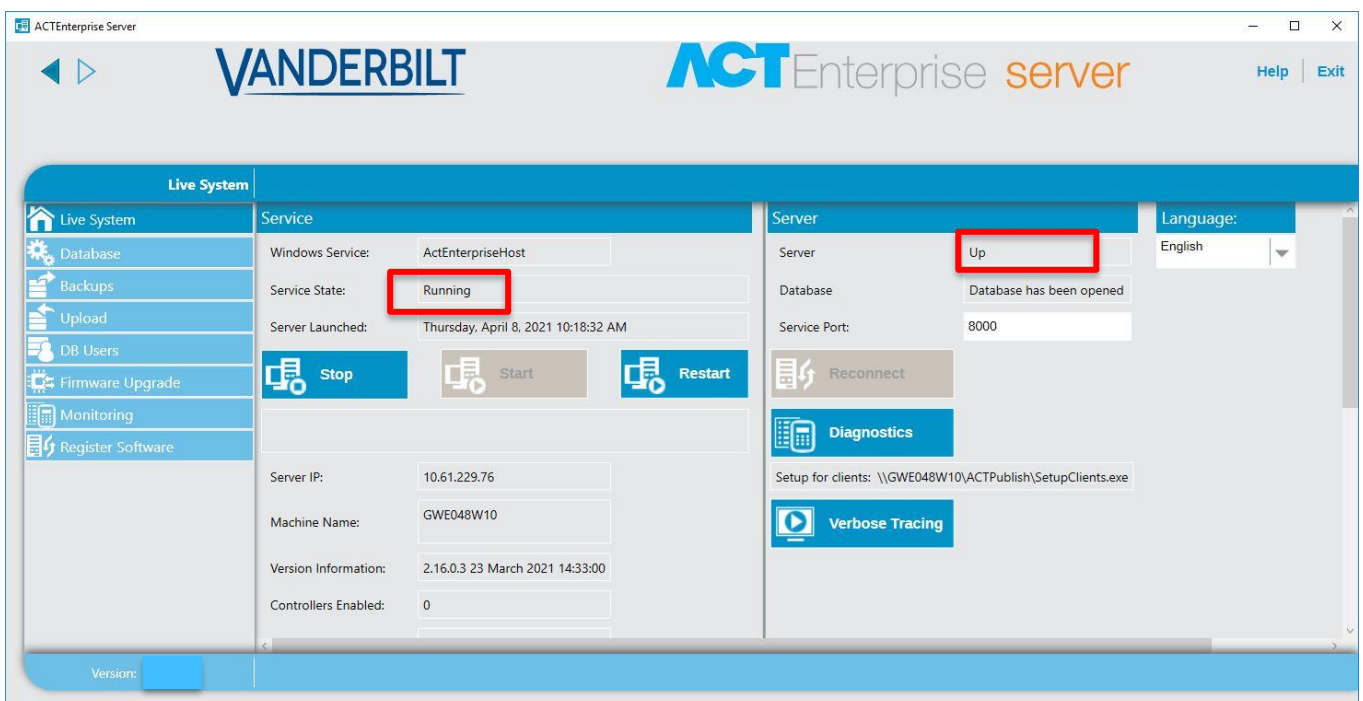 ACTEnterprise Server
VANDERBILT
ACTEnterprise server
Help | Exit
Live System
Live System
Database
Backups
Upload
DB Users
Firmware Upgrade
Monitoring
Register Software
Service
Windows Service: ActEnterpriseHost
Service State: Running
Server Launched: Thursday, April 8, 2021 10:18:32 AM
Stop Start Restart
Server IP: 10.61.229.76
Machine Name: GWE048W10
Version Information: 2.16.0.3 23 March 2021 14:33:00
Controllers Enabled: 0
Server
Server Up
Database Database has been opened
Service Port: 8000
Reconnect
Diagnostics
Setup for clients: \\GWE048W10\ACTPublish\SetupClients.exe
Verbose Tracing
Language:
English
Version: